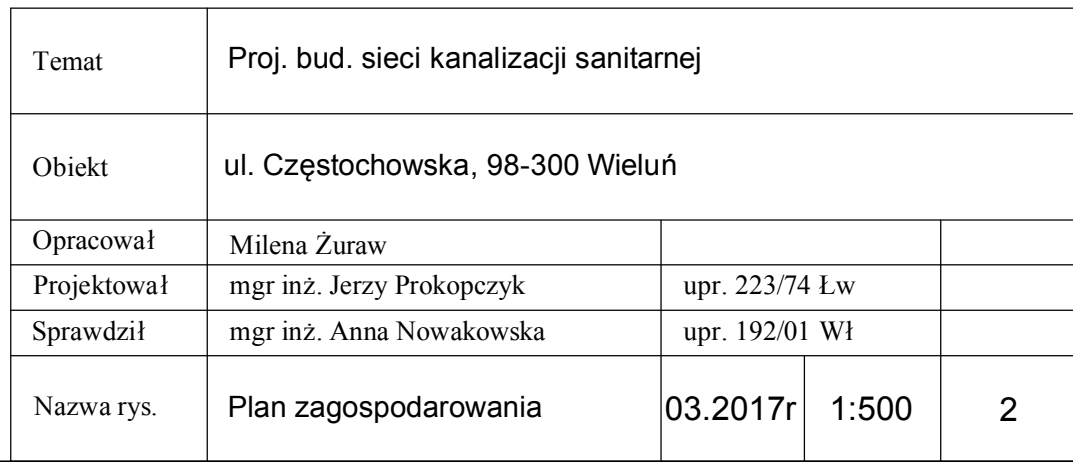 Temat Proj. bud. sieci kanalizacji sanitarnej
Obiekt ul. Częstochowska, 98-300 Wieluń
Opracował Milena Żuraw
Projektował mgr inż. Jerzy Prokopczyk upr. 223/74 Łw
Sprawdził mgr inż. Anna Nowakowska upr. 192/01 Wł
Nazwa rys. Plan zagospodarowania 03.2017r 1:500 2